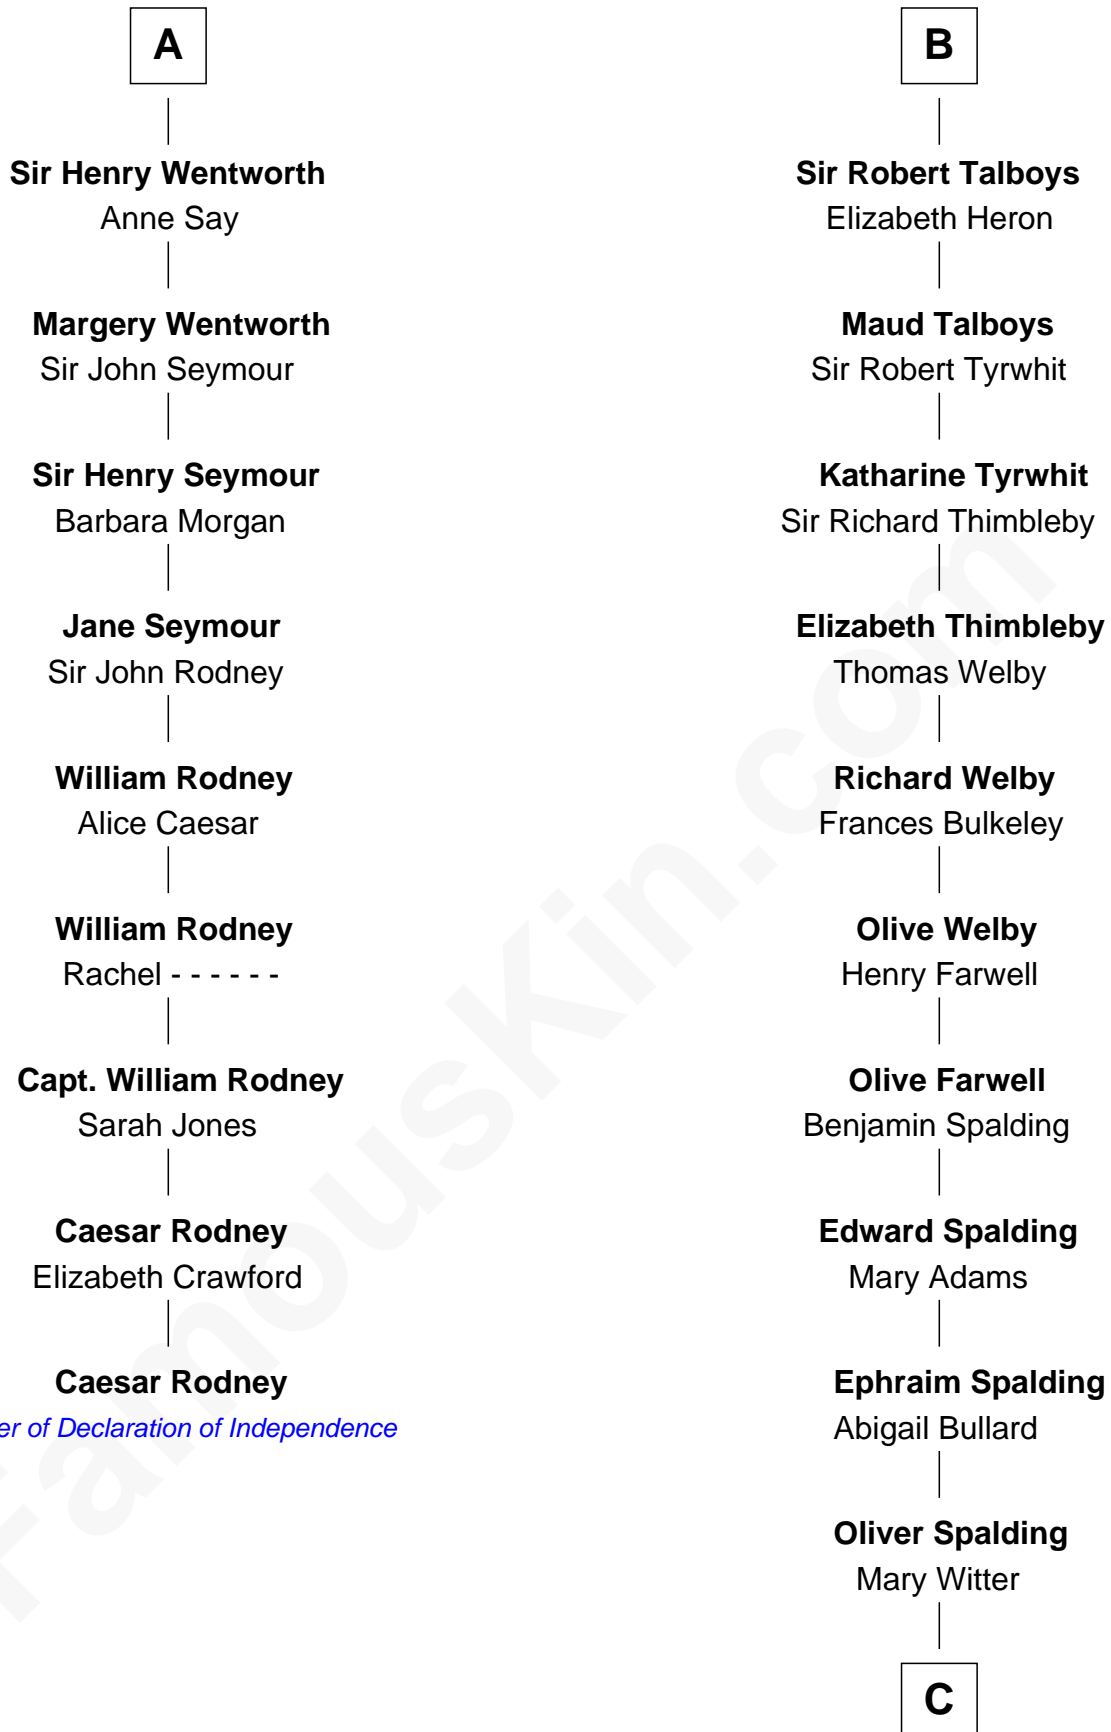 A
Sir Henry Wentworth
Anne Say
Margery Wentworth
Sir John Seymour
Sir Henry Seymour
Barbara Morgan
Jane Seymour
Sir John Rodney
William Rodney
Alice Caesar
William Rodney
Rachel - - - - - -
Capt. William Rodney
Sarah Jones
Caesar Rodney
Elizabeth Crawford
Caesar Rodney
er of Declaration of Independence
B
Sir Robert Talboys
Elizabeth Heron
Maud Talboys
Sir Robert Tyrwhit
Katharine Tyrwhit
Sir Richard Thimbleby
Elizabeth Thimbleby
Thomas Welby
Richard Welby
Frances Bulkeley
Olive Welby
Henry Farwell
Olive Farwell
Benjamin Spalding
Edward Spalding
Mary Adams
Ephraim Spalding
Abigail Bullard
Oliver Spalding
Mary Witter
C
FamousKin.com